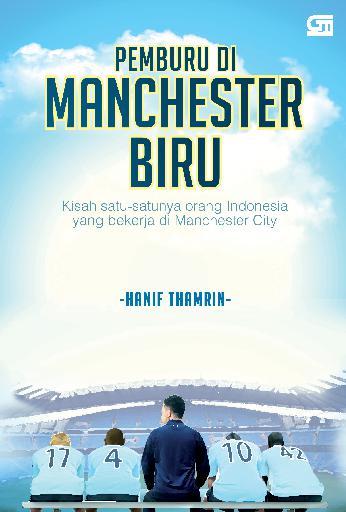 PEMBURU DI
MANCHESTER
BIRU
Kisah satu-satunya orang Indonesia
yang bekerja di Manchester City
-HANIF THAMRIN-
17 4 10 42